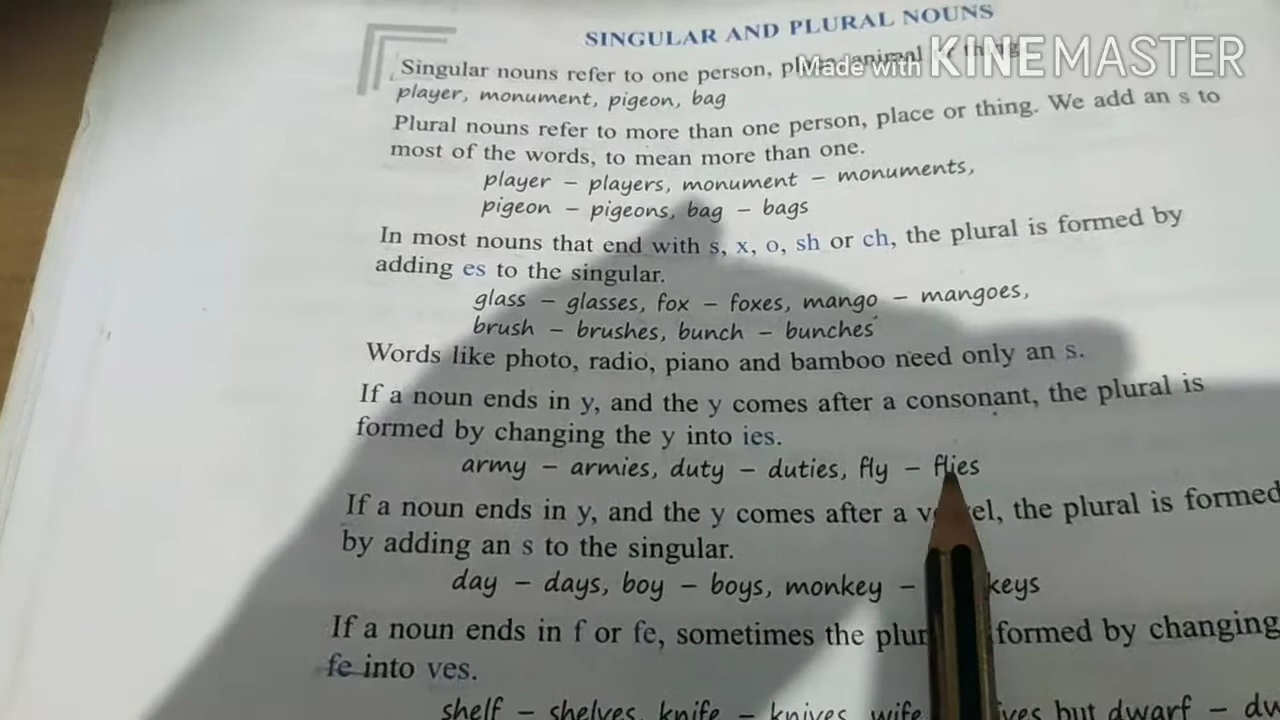 SINGULAR AND PLURAL NOUNS
Made with KINEMASTER
Singular nouns refer to one person, animal thing
player, monument, pigeon, bag
Plural nouns refer to more than one person, place or thing. We add an s to
most of the words, to mean more than one.
player – players, monument – monuments,
pigeon – pigeons, bag – bags
In most nouns that end with s, x, o, sh or ch, the plural is formed by
adding es to the singular.
glass – glasses, fox – foxes, mango – mangoes,
brush – brushes, bunch – bunches
Words like photo, radio, piano and bamboo need only an s.
If a noun ends in y, and the y comes after a consonant, the plural is
formed by changing the y into ies.
army – armies, duty – duties, fly – flies
If a noun ends in y, and the y comes after a vowel, the plural is formed
by adding an s to the singular.
day – days, boy – boys, monkey – keys
If a noun ends in f or fe, sometimes the formed by changing
fe into ves.
shelf – shelves, knife – knives, wife but dwarf –